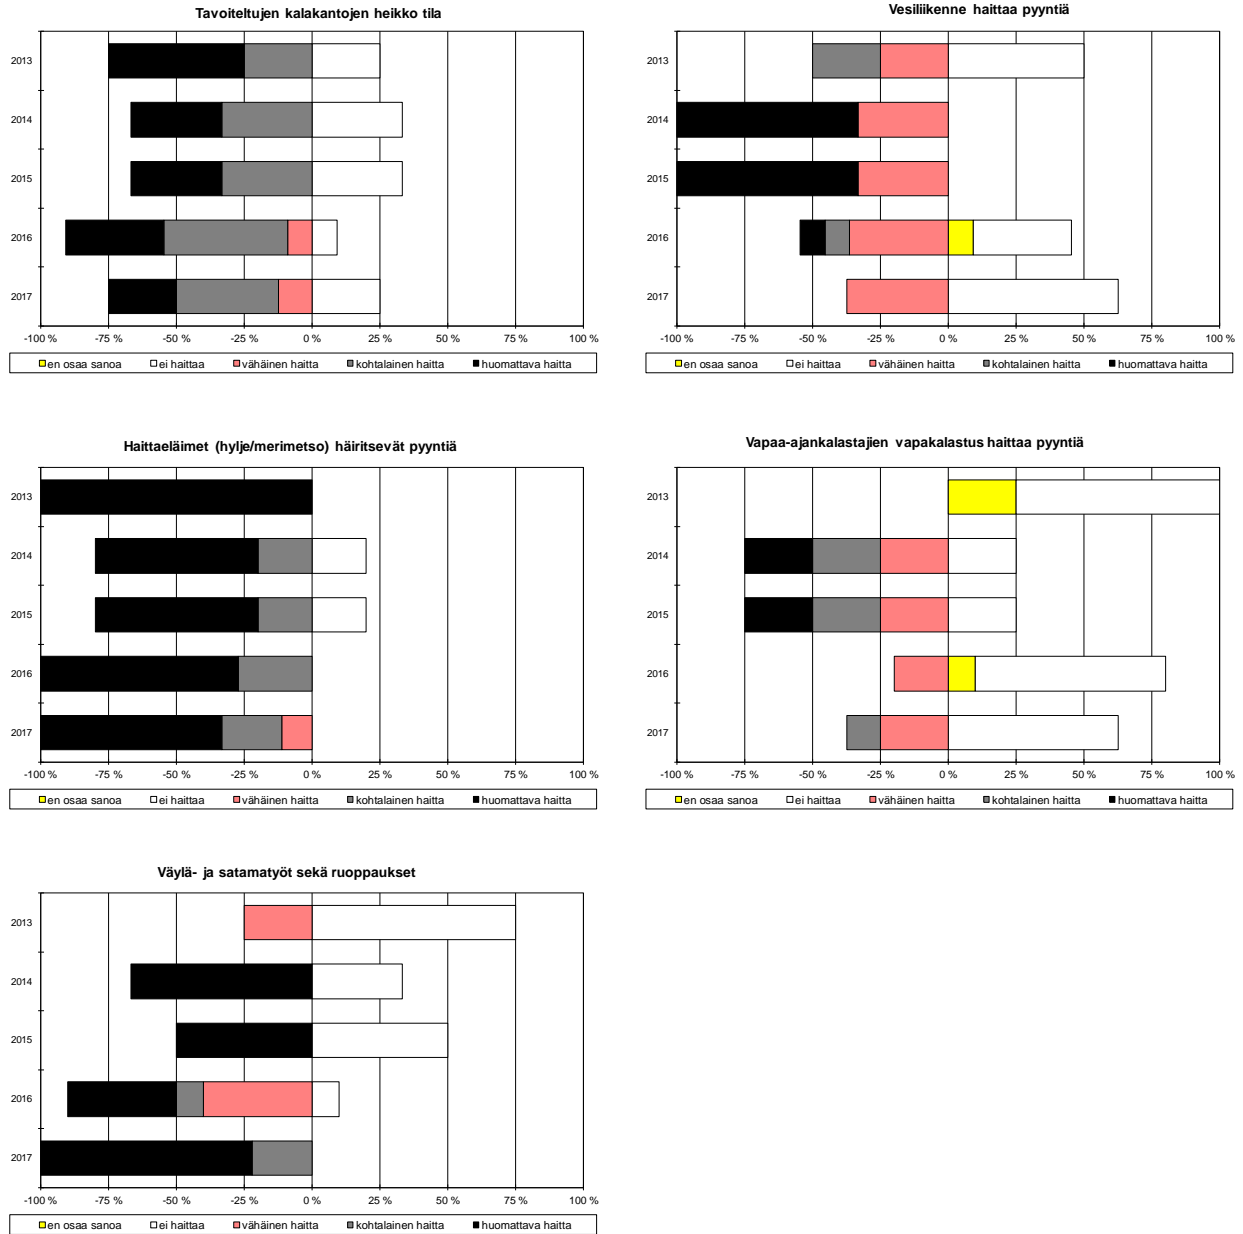 Tavoiteltujen kalakantojen heikko tila
2013
2014
2015
2016
2017
-100 % -75 % -50 % -25 % 0 % 25 % 50 % 75 % 100 %
en osaa sanoa ei haittaa vähäinen haitta kohtalainen haitta huomattava haitta
Vesiliikenne haittaa pyyntiä
2013
2014
2015
2016
2017
-100 % -75 % -50 % -25 % 0 % 25 % 50 % 75 % 100 %
en osaa sanoa ei haittaa vähäinen haitta kohtalainen haitta huomattava haitta
Haittaeläimet (hylje/merimetso) häiritsevät pyyntiä
2013
2014
2015
2016
2017
-100 % -75 % -50 % -25 % 0 % 25 % 50 % 75 % 100 %
en osaa sanoa ei haittaa vähäinen haitta kohtalainen haitta huomattava haitta
Vapaa-ajankalastajien vapakalastus haittaa pyyntiä
2013
2014
2015
2016
2017
-100 % -75 % -50 % -25 % 0 % 25 % 50 % 75 % 100 %
en osaa sanoa ei haittaa vähäinen haitta kohtalainen haitta huomattava haitta
Väylä- ja satamatyöt sekä ruoppaukset
2013
2014
2015
2016
2017
-100 % -75 % -50 % -25 % 0 % 25 % 50 % 75 % 100 %
en osaa sanoa ei haittaa vähäinen haitta kohtalainen haitta huomattava haitta